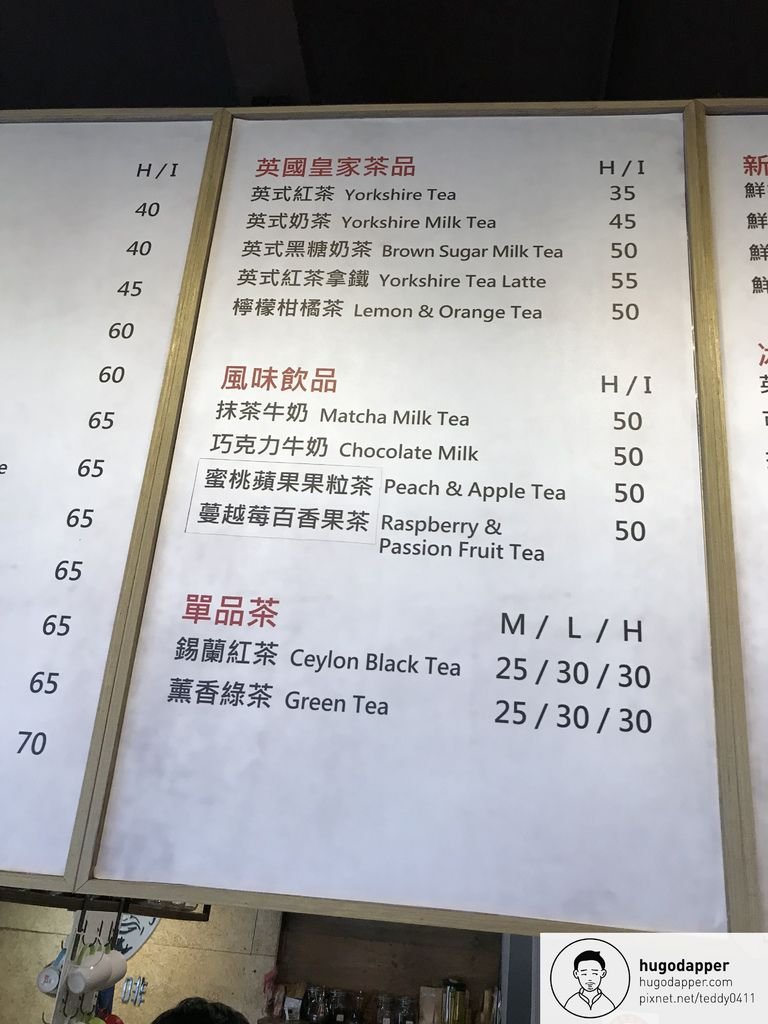 H / I
40
40
45
60
60
65
65
65
65
65
65
70
英國皇家茶品 H / I
英式紅茶 Yorkshire Tea 35
英式奶茶 Yorkshire Milk Tea 45
英式黑糖奶茶 Brown Sugar Milk Tea 50
英式紅茶拿鐵 Yorkshire Tea Latte 55
檸檬柑橘茶 Lemon & Orange Tea 50
風味飲品 H / I
抹茶牛奶 Matcha Milk Tea 50
巧克力牛奶 Chocolate Milk 50
蜜桃蘋果果粒茶 Peach & Apple Tea 50
蔓越莓百香果茶 Raspberry & 50
Passion Fruit Tea
單品茶 M / L / H
錫蘭紅茶 Ceylon Black Tea 25 / 30 / 30
薰香綠茶 Green Tea 25 / 30 / 30
新
鮮
鮮
鮮
鮮
hugodapper
hugodapper.com
pixnet.net/teddy0411